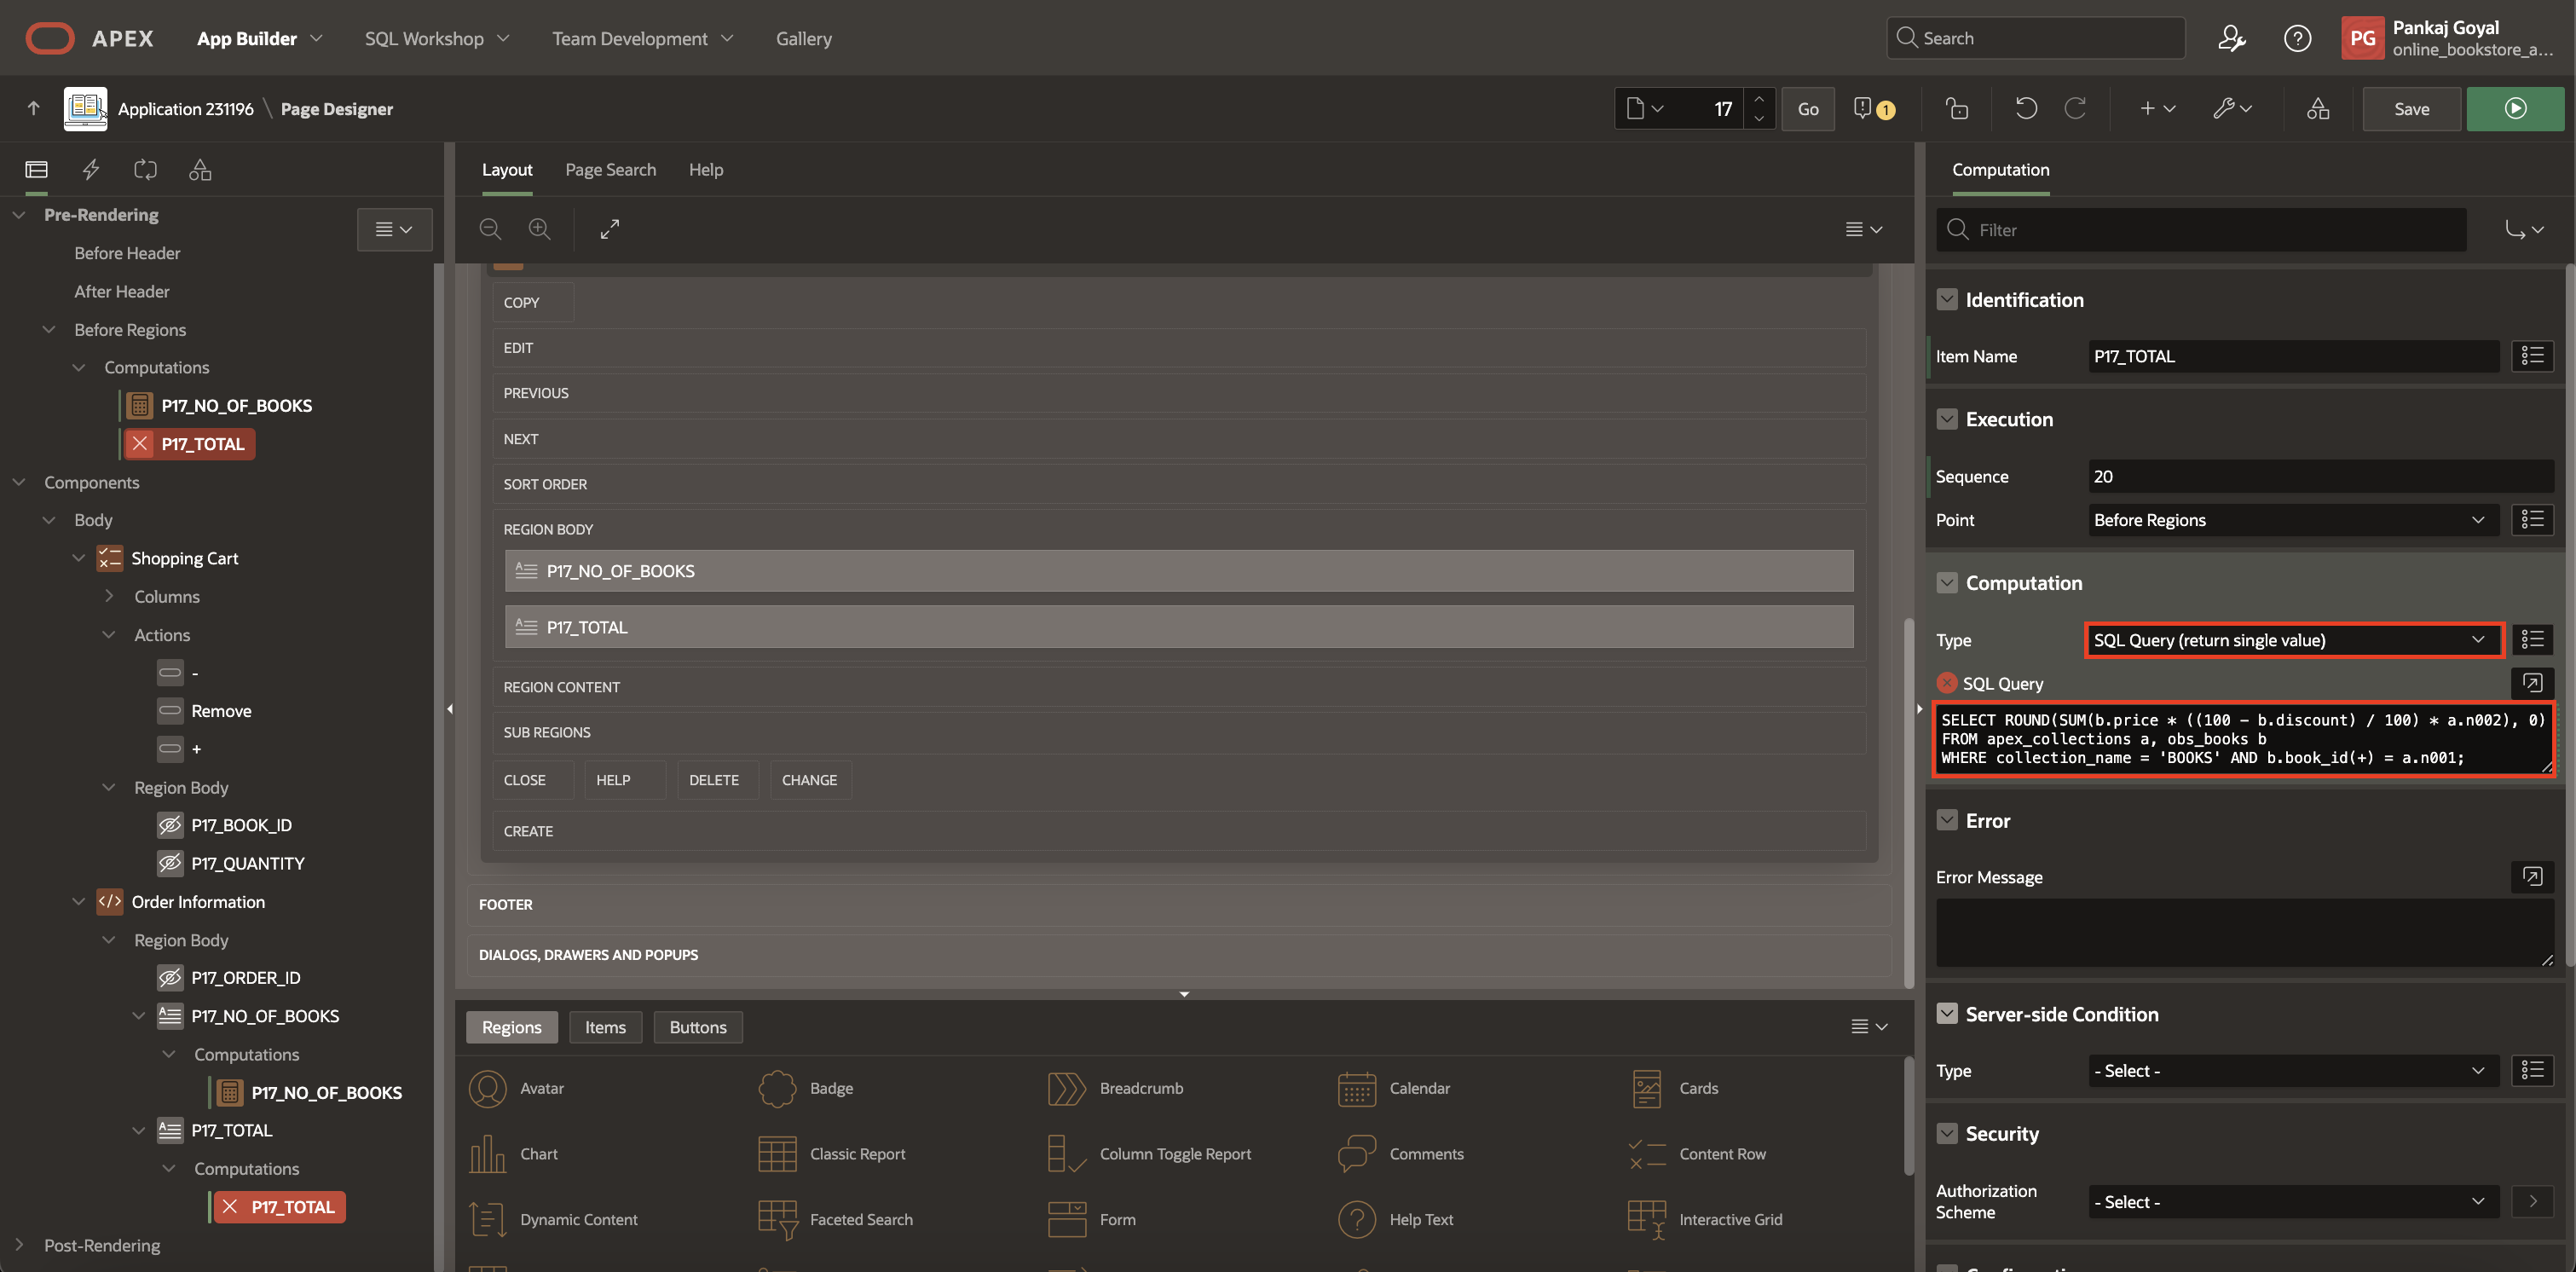 APEX
App Builder
SQL Workshop
Team Development
Gallery
Search
PG
Pankaj Goyal
online_bookstore_a...
Application 231196 \ Page Designer
17
Go
1
Save
Pre-Rendering
Before Header
After Header
Before Regions
Computations
P17_NO_OF_BOOKS
P17_TOTAL
Components
Body
Shopping Cart
Columns
Actions
-
Remove
+
Region Body
P17_BOOK_ID
P17_QUANTITY
Order Information
Region Body
P17_ORDER_ID
P17_NO_OF_BOOKS
Computations
P17_NO_OF_BOOKS
P17_TOTAL
Computations
P17_TOTAL
Post-Rendering
Layout
Page Search
Help
COPY
EDIT
PREVIOUS
NEXT
SORT ORDER
REGION BODY
P17_NO_OF_BOOKS
P17_TOTAL
REGION CONTENT
SUB REGIONS
CLOSE
HELP
DELETE
CHANGE
CREATE
FOOTER
DIALOGS, DRAWERS AND POPUPS
Regions
Items
Buttons
Avatar
Badge
Breadcrumb
Calendar
Cards
Chart
Classic Report
Column Toggle Report
Comments
Content Row
Dynamic Content
Faceted Search
Form
Help Text
Interactive Grid
Computation
Filter
Identification
Item Name
P17_TOTAL
Execution
Sequence
20
Point
Before Regions
Computation
Type
SQL Query (return single value)
SQL Query
SELECT ROUND(SUM(b.price * ((100 - b.discount) / 100) * a.n002), 0)
FROM apex_collections a, obs_books b
WHERE collection_name = 'BOOKS' AND b.book_id(+) = a.n001;
Error
Error Message
Server-side Condition
Type
- Select -
Security
Authorization
Scheme
- Select -